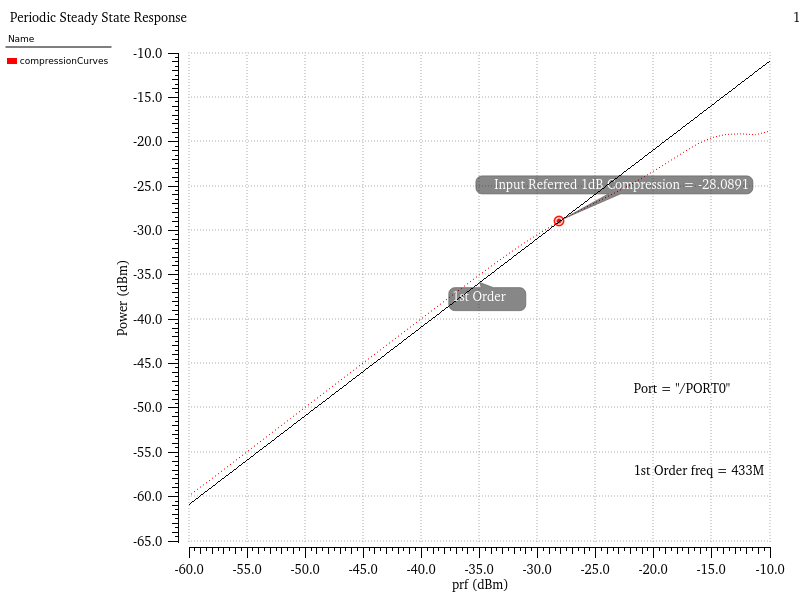 Periodic Steady State Response
1
Name
compressionCurves
-10.0
-15.0
-20.0
-25.0
-30.0
-35.0
-40.0
-45.0
-50.0
-55.0
-60.0
-65.0
Power (dBm)
Input Referred 1dB Compression = -28.0891
1st Order
Port = "/PORT0"
1st Order freq = 433M
-60.0 -55.0 -50.0 -45.0 -40.0 -35.0 -30.0 -25.0 -20.0 -15.0 -10.0
prf (dBm)